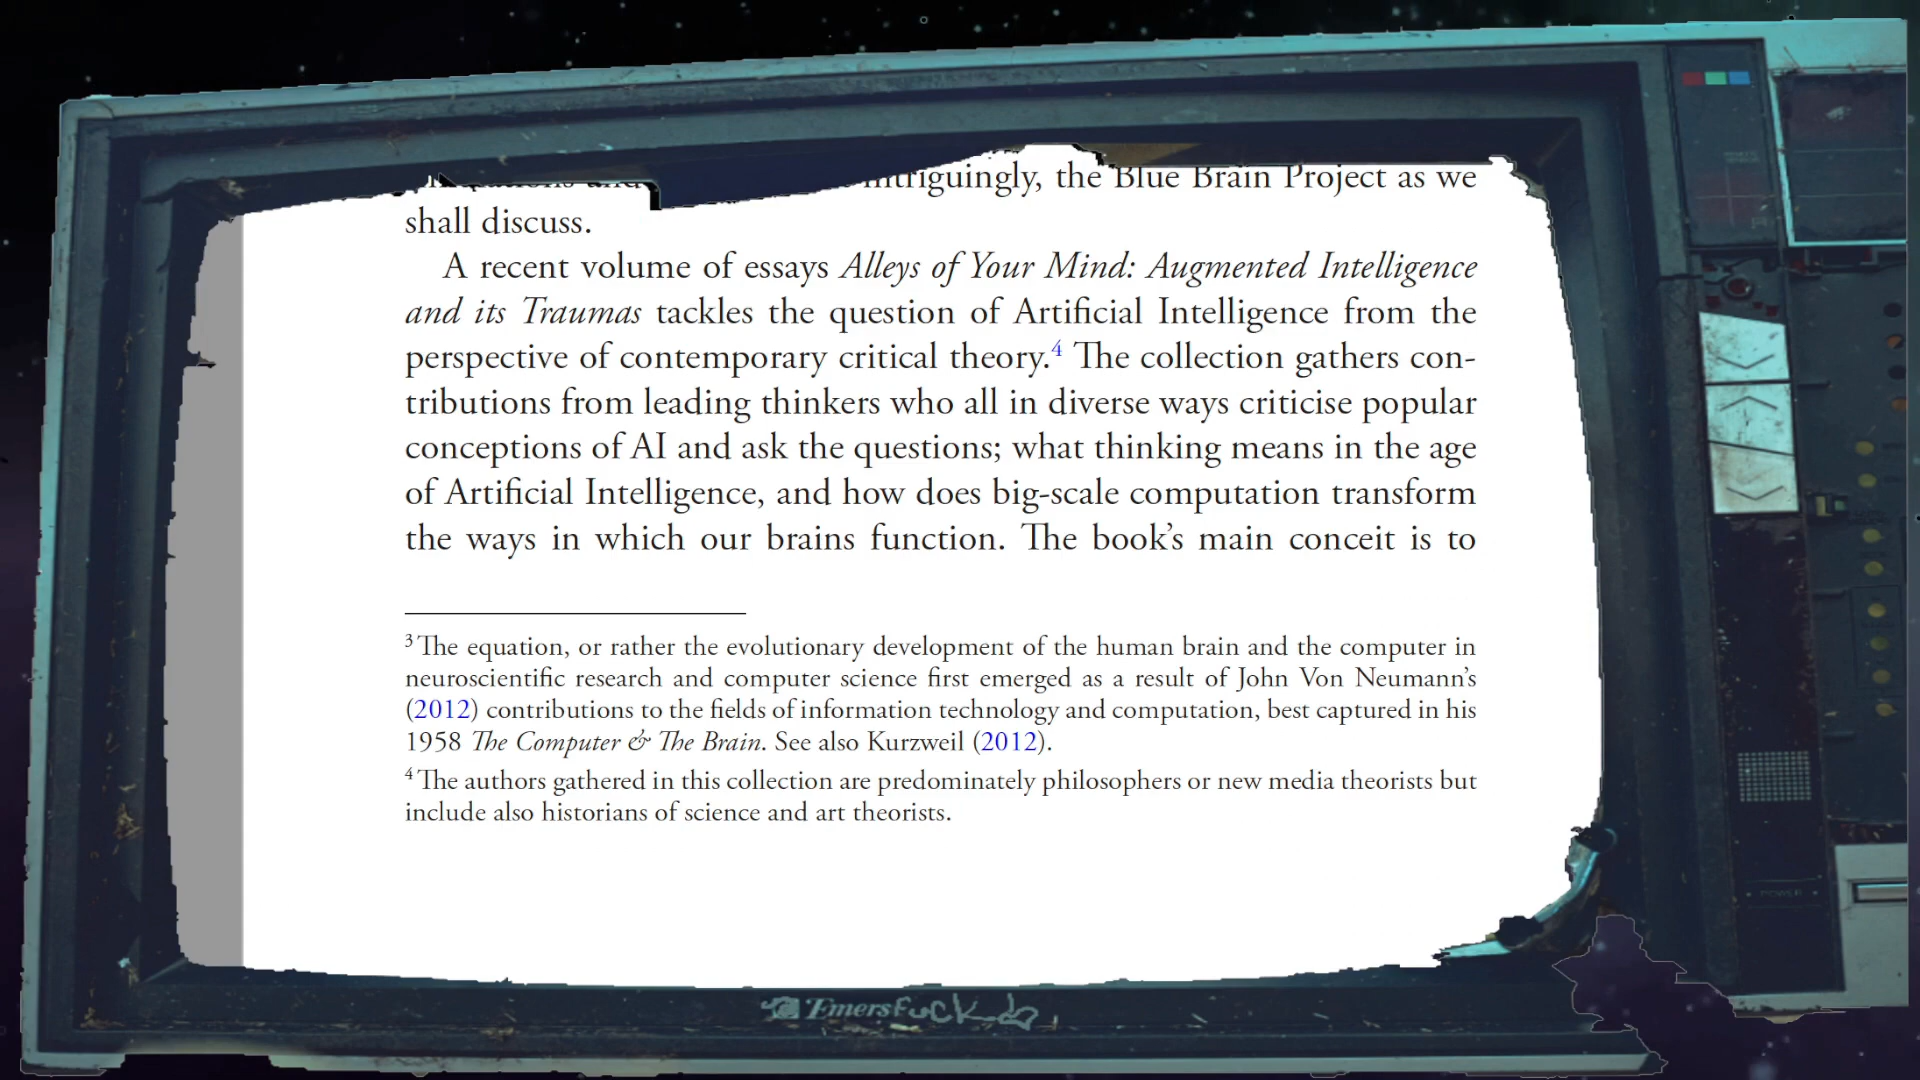 intriguingly, the Blue Brain Project as we
shall discuss.
A recent volume of essays Alleys of Your Mind: Augmented Intelligence
and its Traumas tackles the question of Artificial Intelligence from the
perspective of contemporary critical theory.4 The collection gathers con-
tributions from leading thinkers who all in diverse ways criticise popular
conceptions of AI and ask the questions; what thinking means in the age
of Artificial Intelligence, and how does big-scale computation transform
the ways in which our brains function. The book’s main conceit is to
3 The equation, or rather the evolutionary development of the human brain and the computer in
neuroscientific research and computer science first emerged as a result of John Von Neumann’s
(2012) contributions to the fields of information technology and computation, best captured in his
1958 The Computer & The Brain. See also Kurzweil (2012).
4 The authors gathered in this collection are predominately philosophers or new media theorists but
include also historians of science and art theorists.
POWER